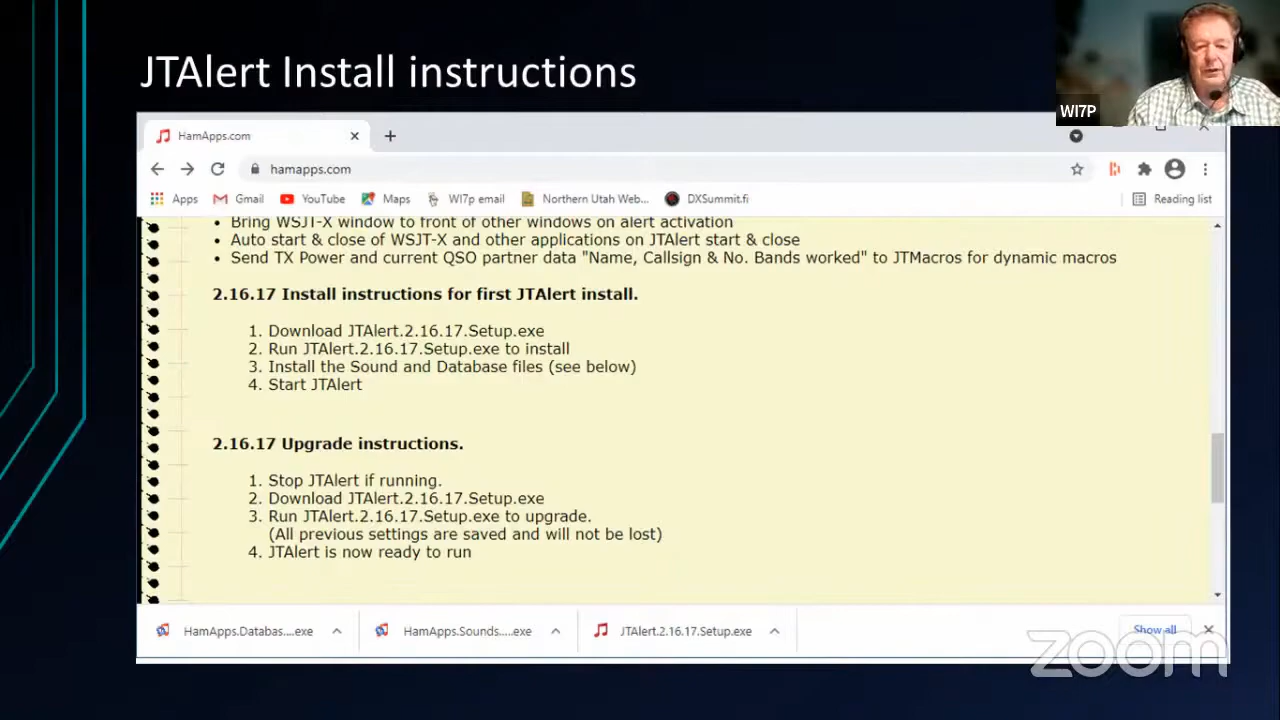 JTAlert Install instructions
WI7P
HamApps.com
hamapps.com
Apps Gmail YouTube Maps WI7p email Northern Utah Web... DXSummit.fi Reading list
• Bring WSJT-X window to front of other windows on alert activation
• Auto start & close of WSJT-X and other applications on JTAlert start & close
• Send TX Power and current QSO partner data "Name, Callsign & No. Bands worked" to JTMacros for dynamic macros
2.16.17 Install instructions for first JTAlert install.
1. Download JTAlert.2.16.17.Setup.exe
2. Run JTAlert.2.16.17.Setup.exe to install
3. Install the Sound and Database files (see below)
4. Start JTAlert
2.16.17 Upgrade instructions.
1. Stop JTAlert if running.
2. Download JTAlert.2.16.17.Setup.exe
3. Run JTAlert.2.16.17.Setup.exe to upgrade.
(All previous settings are saved and will not be lost)
4. JTAlert is now ready to run
HamApps.Databas....exe HamApps.Sounds....exe JTAlert.2.16.17.Setup.exe Show all
zoom